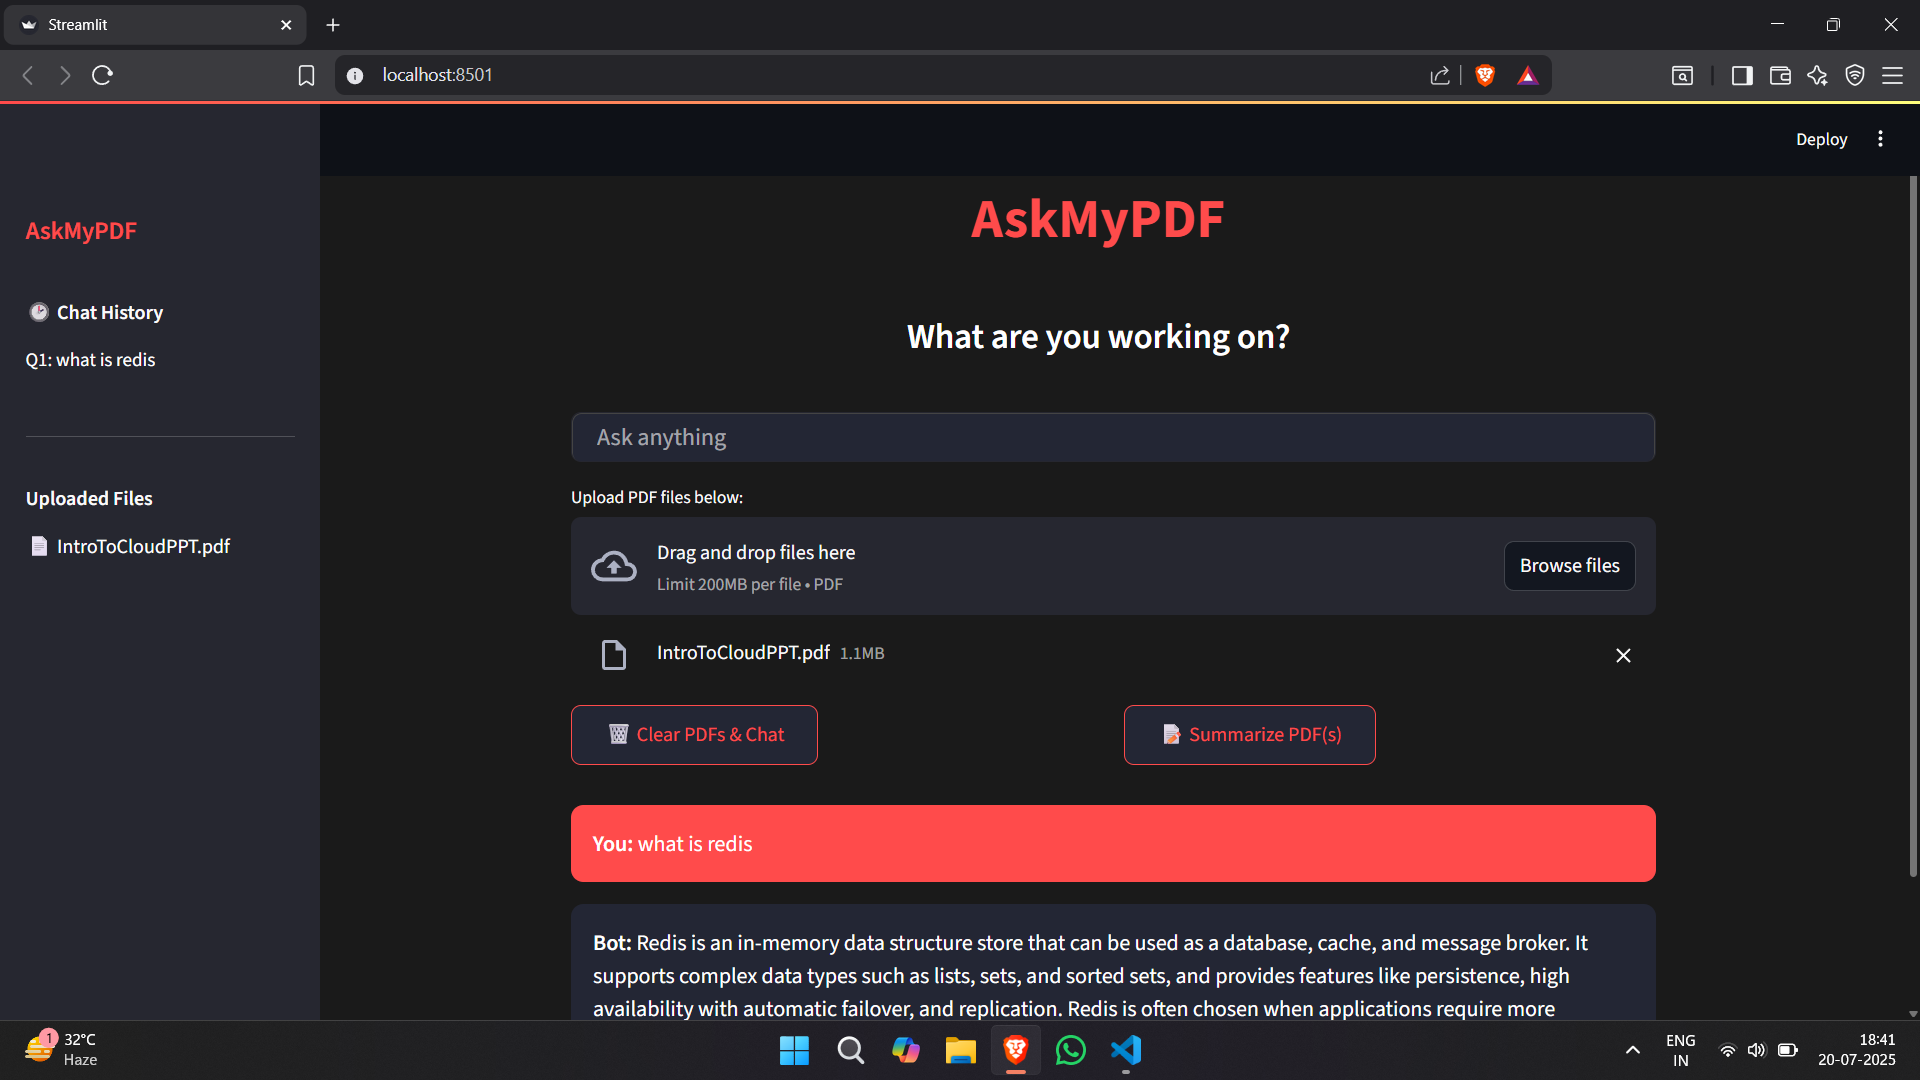 Streamlit
localhost:8501
Deploy
AskMyPDF
Chat History
Q1: what is redis
Uploaded Files
IntroToCloudPPT.pdf
AskMyPDF
What are you working on?
Ask anything
Upload PDF files below:
Drag and drop files here
Limit 200MB per file • PDF
Browse files
IntroToCloudPPT.pdf 1.1MB
Clear PDFs & Chat
Summarize PDF(s)
You: what is redis
Bot: Redis is an in-memory data structure store that can be used as a database, cache, and message broker. It
supports complex data types such as lists, sets, and sorted sets, and provides features like persistence, high
availability with automatic failover, and replication. Redis is often chosen when applications require more
1
32°C
Haze
ENG
IN
18:41
20-07-2025